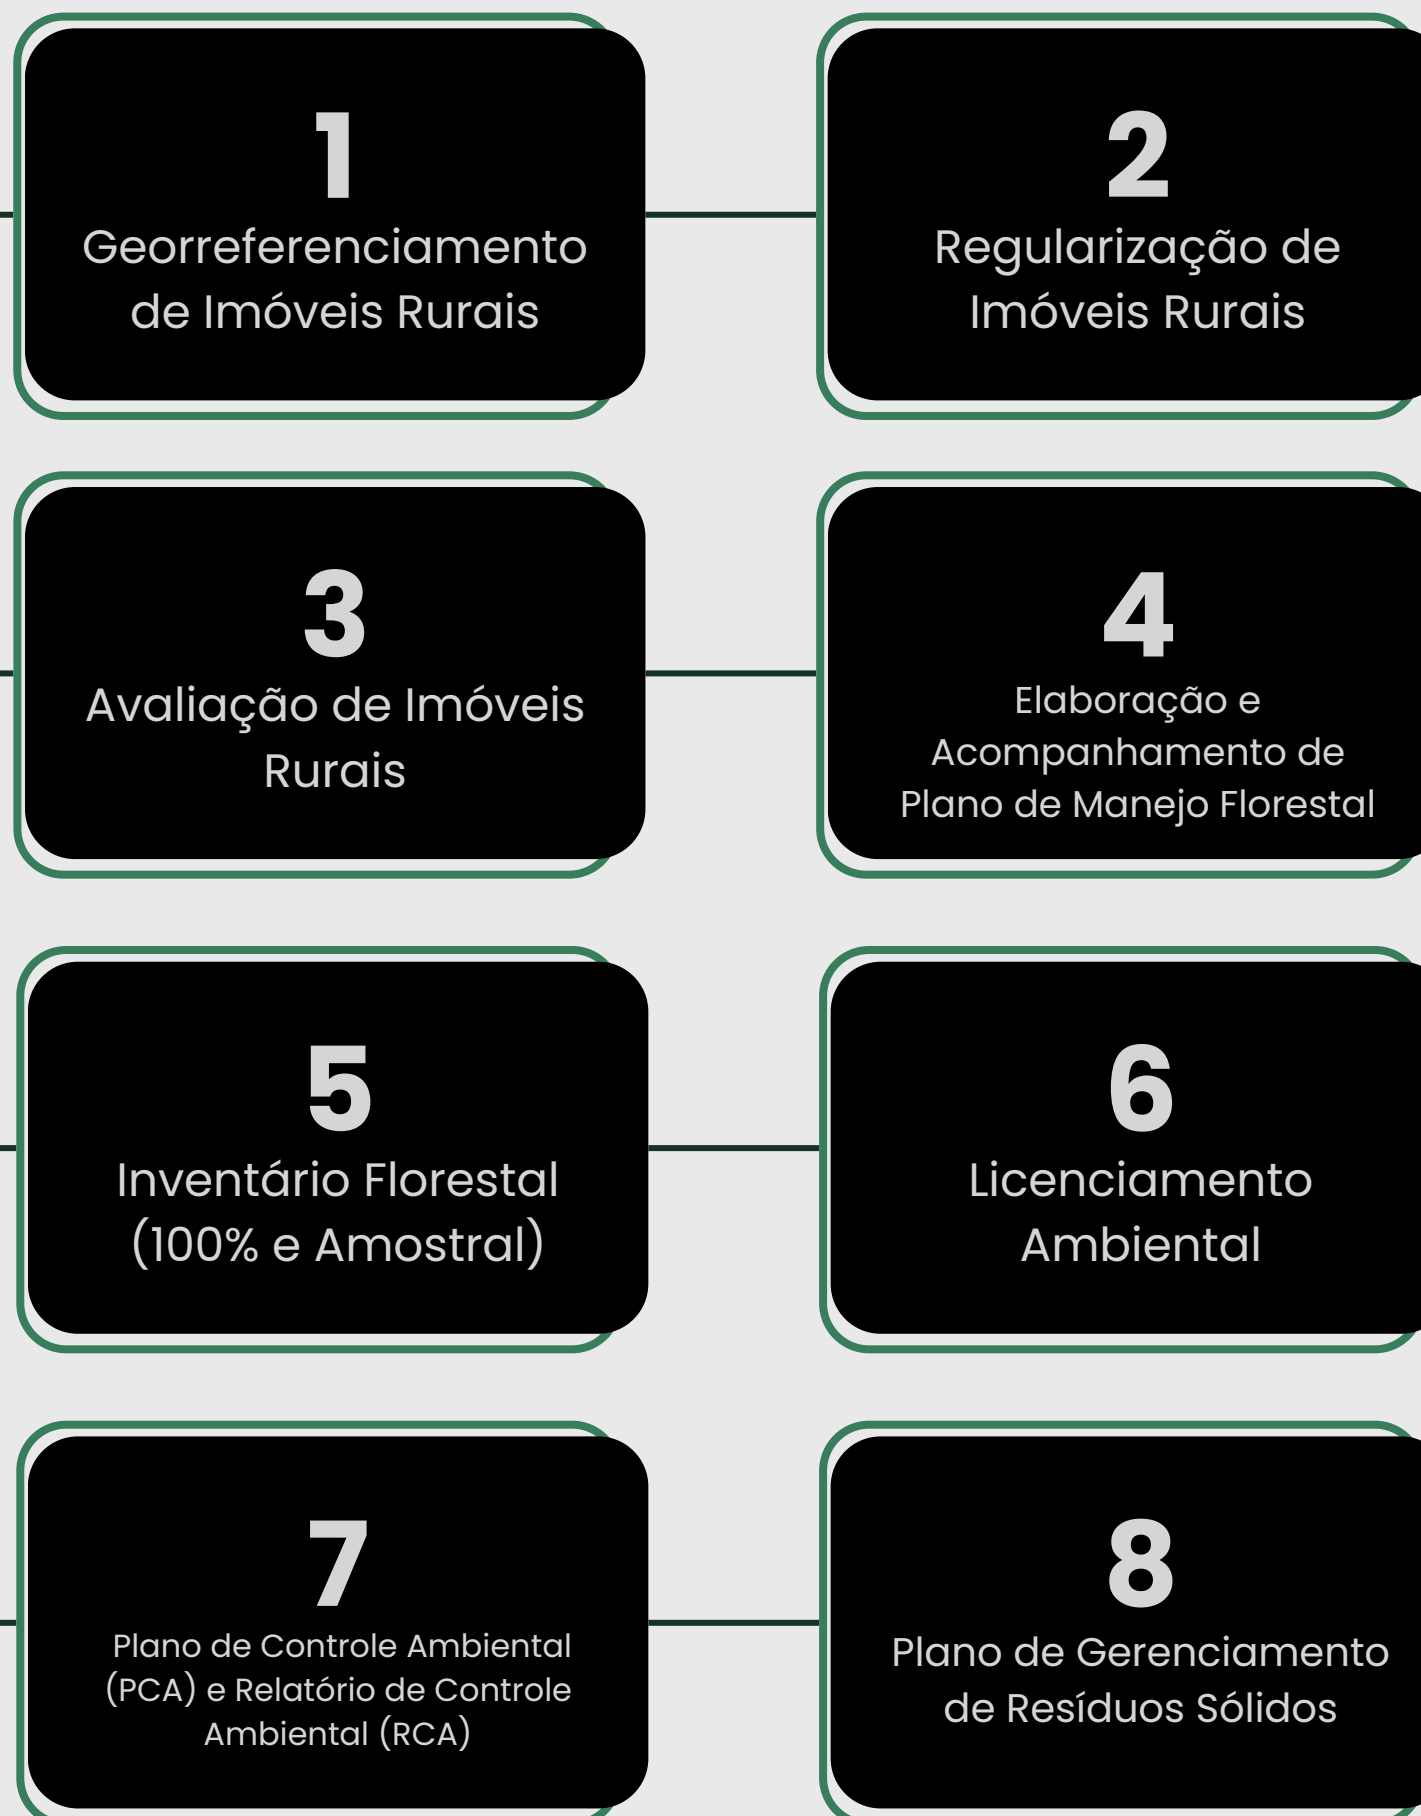 1
Georreferenciamento
de Imóveis Rurais
2
Regularização de
Imóveis Rurais
3
Avaliação de Imóveis
Rurais
4
Elaboração e
Acompanhamento de
Plano de Manejo Florestal
5
Inventário Florestal
(100% e Amostral)
6
Licenciamento
Ambiental
7
Plano de Controle Ambiental
(PCA) e Relatório de Controle
Ambiental (RCA)
8
Plano de Gerenciamento
de Resíduos Sólidos